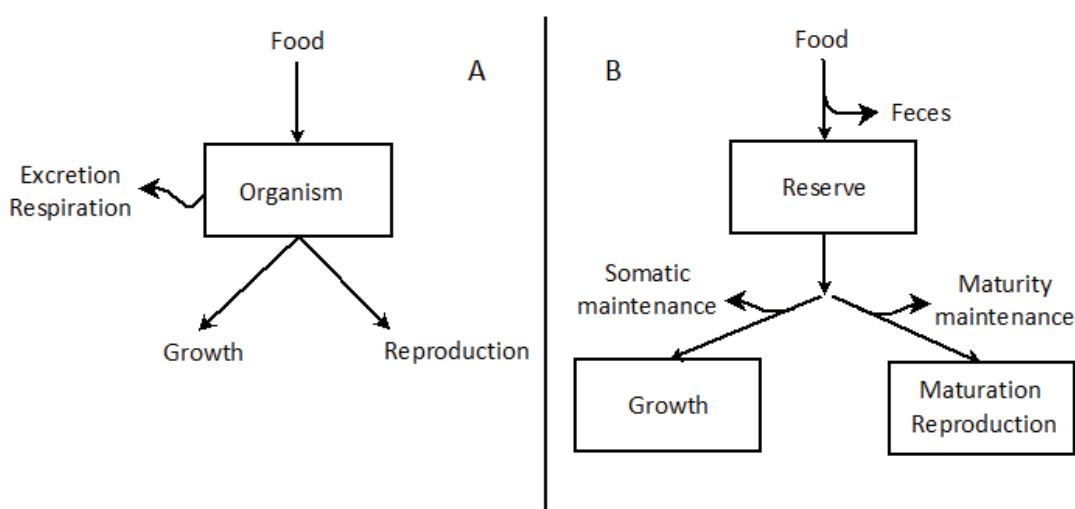 Food
A
Excretion
Respiration
Organism
Growth
Reproduction
B
Food
Feces
Reserve
Somatic
maintenance
Maturity
maintenance
Growth
Maturation
Reproduction